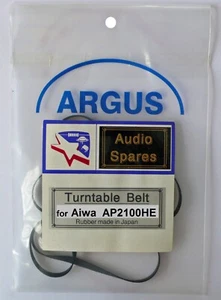 ARGUS
Audio
Spares
Turntable Belt
for Aiwa AP2100HE
Rubber made in Japan